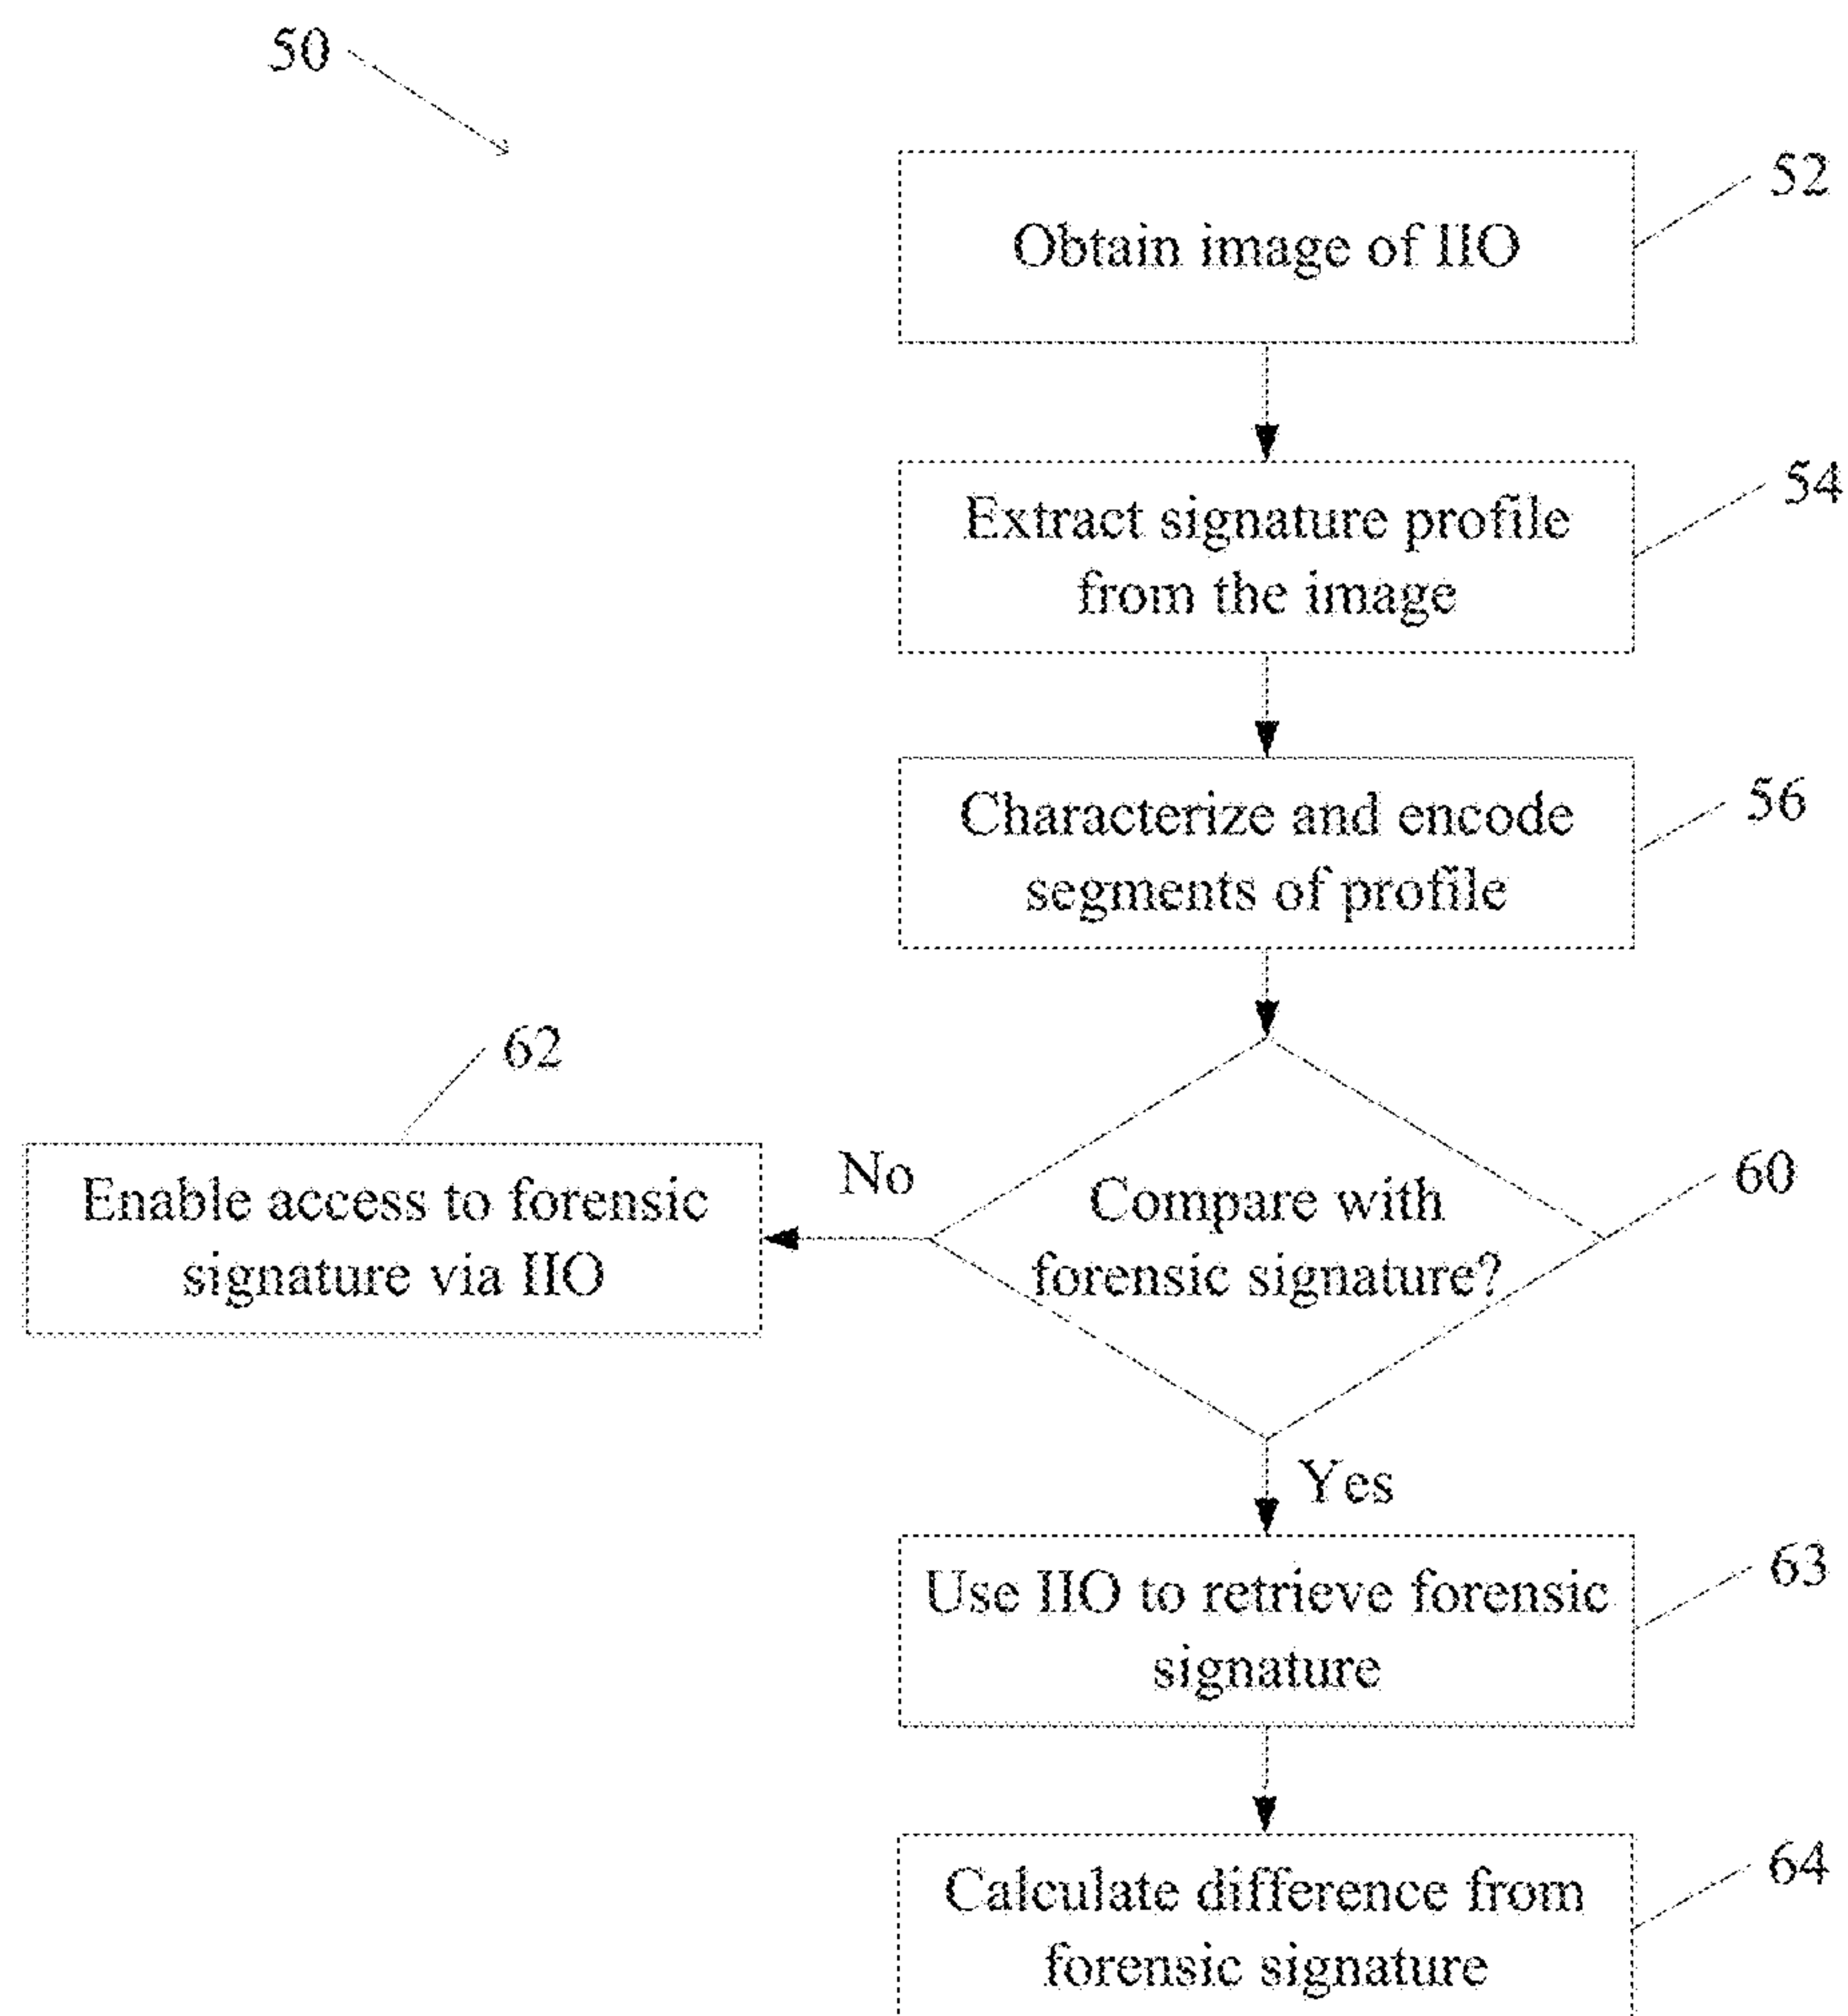 50
52
Obtain image of IIO
54
Extract signature profile
from the image
56
Characterize and encode
segments of profile
62
Enable access to forensic
signature via IIO
No
60
Compare with
forensic signature?
Yes
63
Use IIO to retrieve forensic
signature
64
Calculate difference from
forensic signature